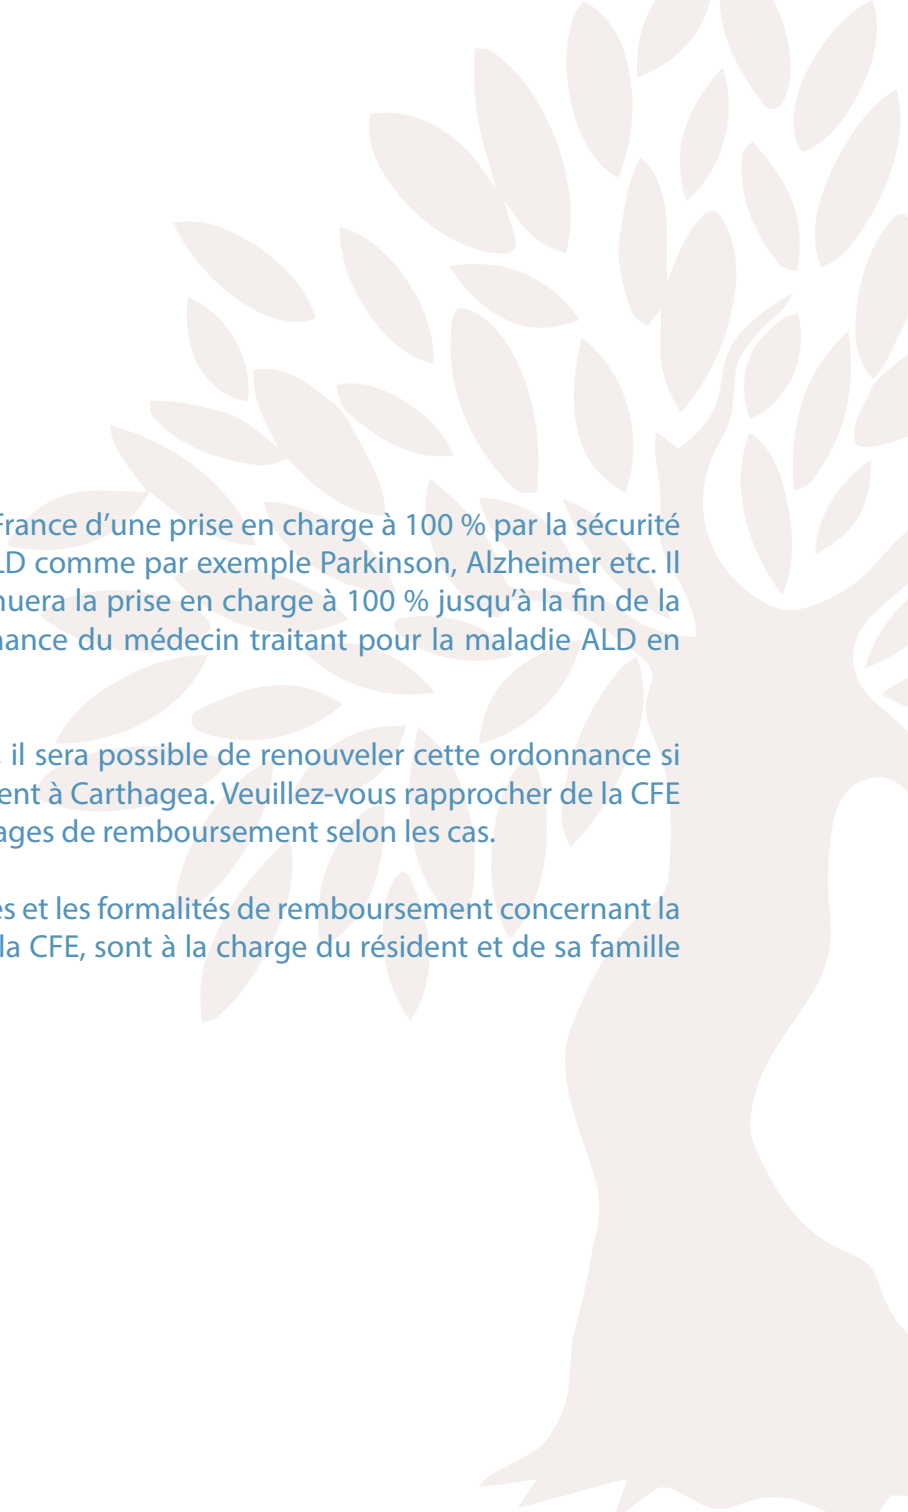 France d’une prise en charge à 100 % par la sécurité
LD comme par exemple Parkinson, Alzheimer etc. Il
nuera la prise en charge à 100 % jusqu’à la fin de la
nance du médecin traitant pour la maladie ALD en
il sera possible de renouveler cette ordonnance si
ent à Carthagea. Veuillez-vous rapprocher de la CFE
ages de remboursement selon les cas.
es et les formalités de remboursement concernant la
la CFE, sont à la charge du résident et de sa famille